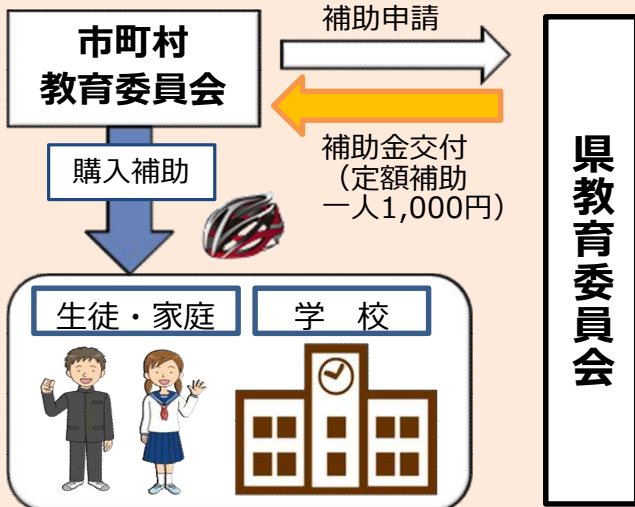 市町村
教育委員会
補助申請
補助金交付
（定額補助
一人1,000円）
購入補助
生徒・家庭
学　校
県教育委員会